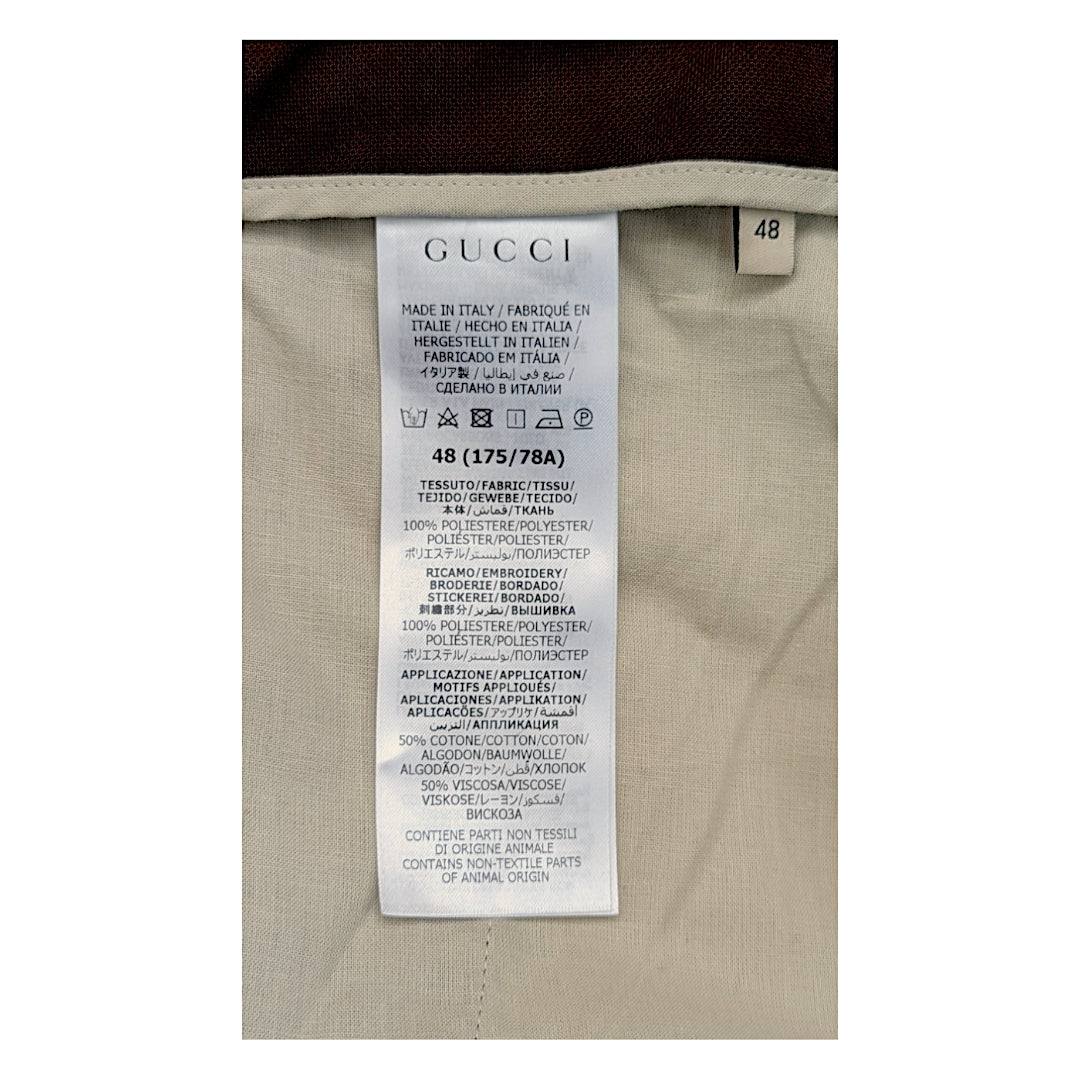 GUCCI
48
MADE IN ITALY / FABRIQUÉ EN
ITALIE / HECHO EN ITALIA /
HERGESTELLT IN ITALIEN /
FABRICADO EM ITÁLIA /
イタリア製 / صنع في إيطاليا /
СДЕЛАНО В ИТАЛИИ
P
48 (175/78A)
TESSUTO/FABRIC/TISSU/
TEJIDO/GEWEBE/TECIDO/
本体/قماش/ТКАНЬ
100% POLIESTERE/POLYESTER/
POLIÉSTER/POLIESTER/
ポリエステル/بوليستر/ПОЛИЭСТЕР
RICAMO/EMBROIDERY/
BRODERIE/BORDADO/
STICKEREI/BORDADO/
刺繍部分/تطريز/ВЫШИВКА
100% POLIESTERE/POLYESTER/
POLIÉSTER/POLIESTER/
ポリエステル/بوليستر/ПОЛИЭСТЕР
APPLICAZIONE/APPLICATION/
MOTIFS APPLIQUÉS/
APLICACIONES/APPLIKATION/
APLICAÇÕES/アップリケ/أقمشة
التزيين/АППЛИКАЦИЯ
50% COTONE/COTTON/COTON/
ALGODON/BAUMWOLLE/
ALGODÃO/コットン/قطن/ХЛОПОК
50% VISCOSA/VISCOSE/
VISKOSE/レーヨン/فسكوز/
ВИСКОЗА
CONTIENE PARTI NON TESSILI
DI ORIGINE ANIMALE
CONTAINS NON-TEXTILE PARTS
OF ANIMAL ORIGIN